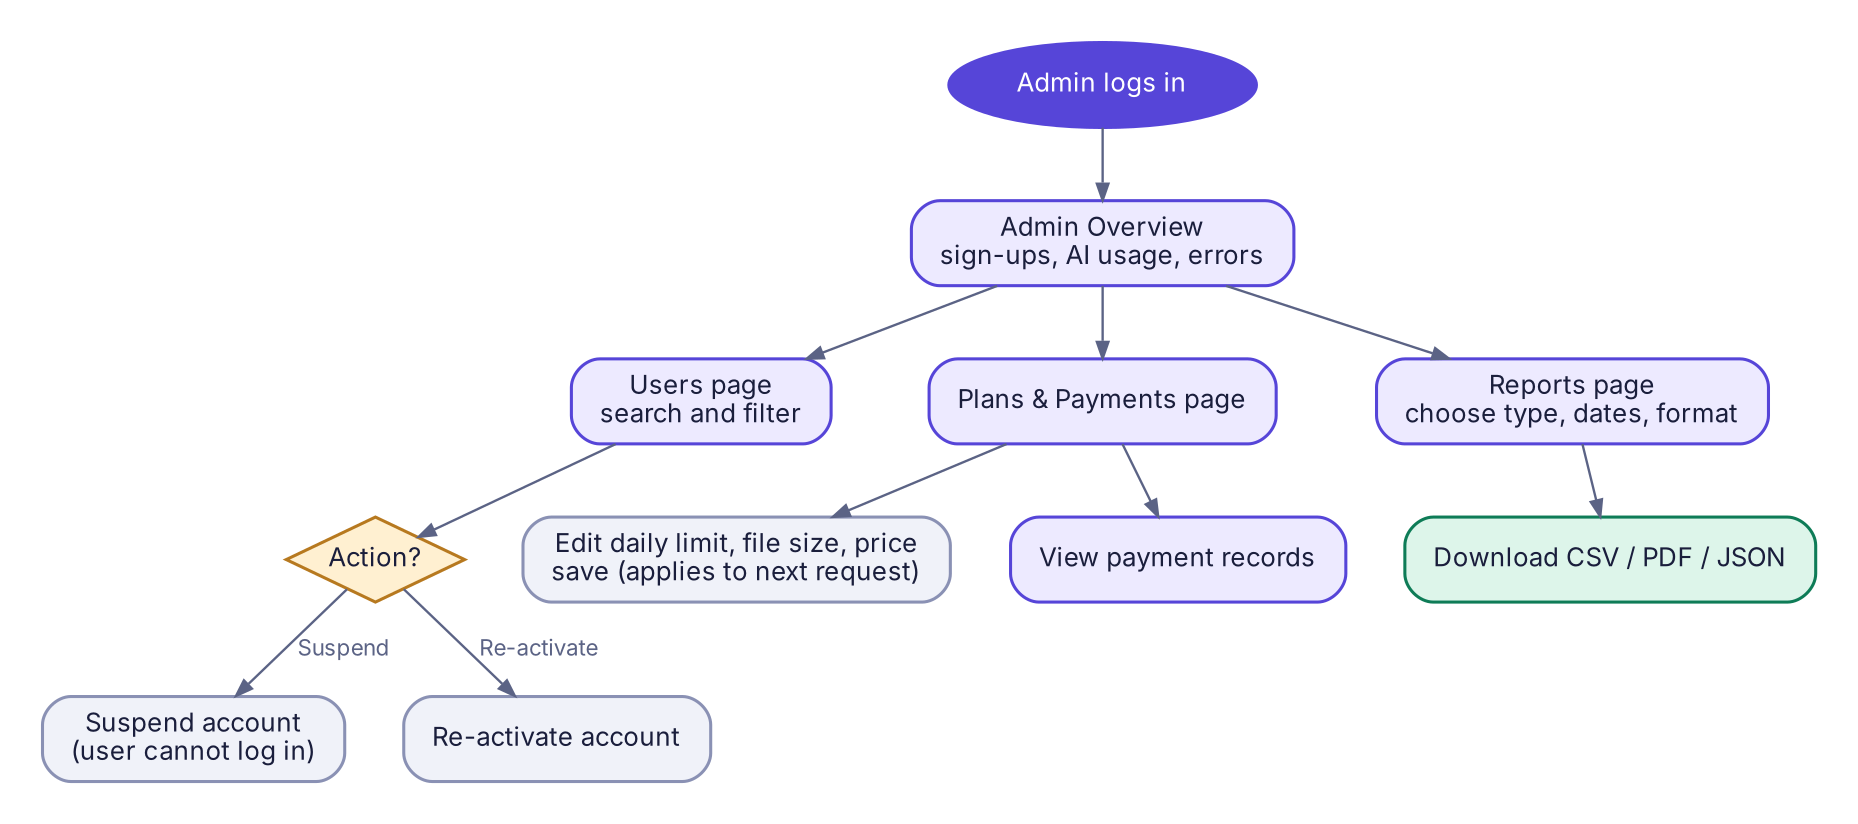 Admin logs in
Admin Overview
sign-ups, AI usage, errors
Users page
search and filter
Plans & Payments page
Reports page
choose type, dates, format
Action?
Edit daily limit, file size, price
save (applies to next request)
View payment records
Download CSV / PDF / JSON
Suspend
Re-activate
Suspend account
(user cannot log in)
Re-activate account